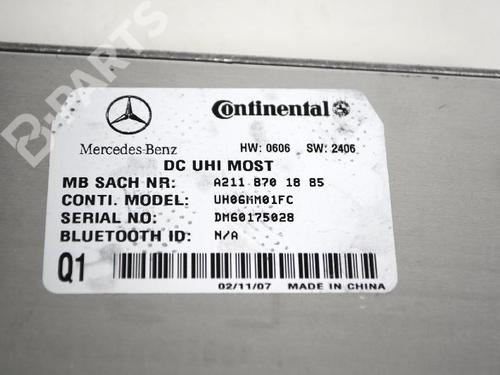 B-PARTS
Mercedes-Benz
Continental
HW: 0606 SW: 2406
DC UHI MOST
MB SACH NR: A211 870 18 85
CONTI. MODEL: UH06MM01FC
SERIAL NO: DM60175028
BLUETOOTH ID: N/A
Q1
02/11/07 MADE IN CHINA